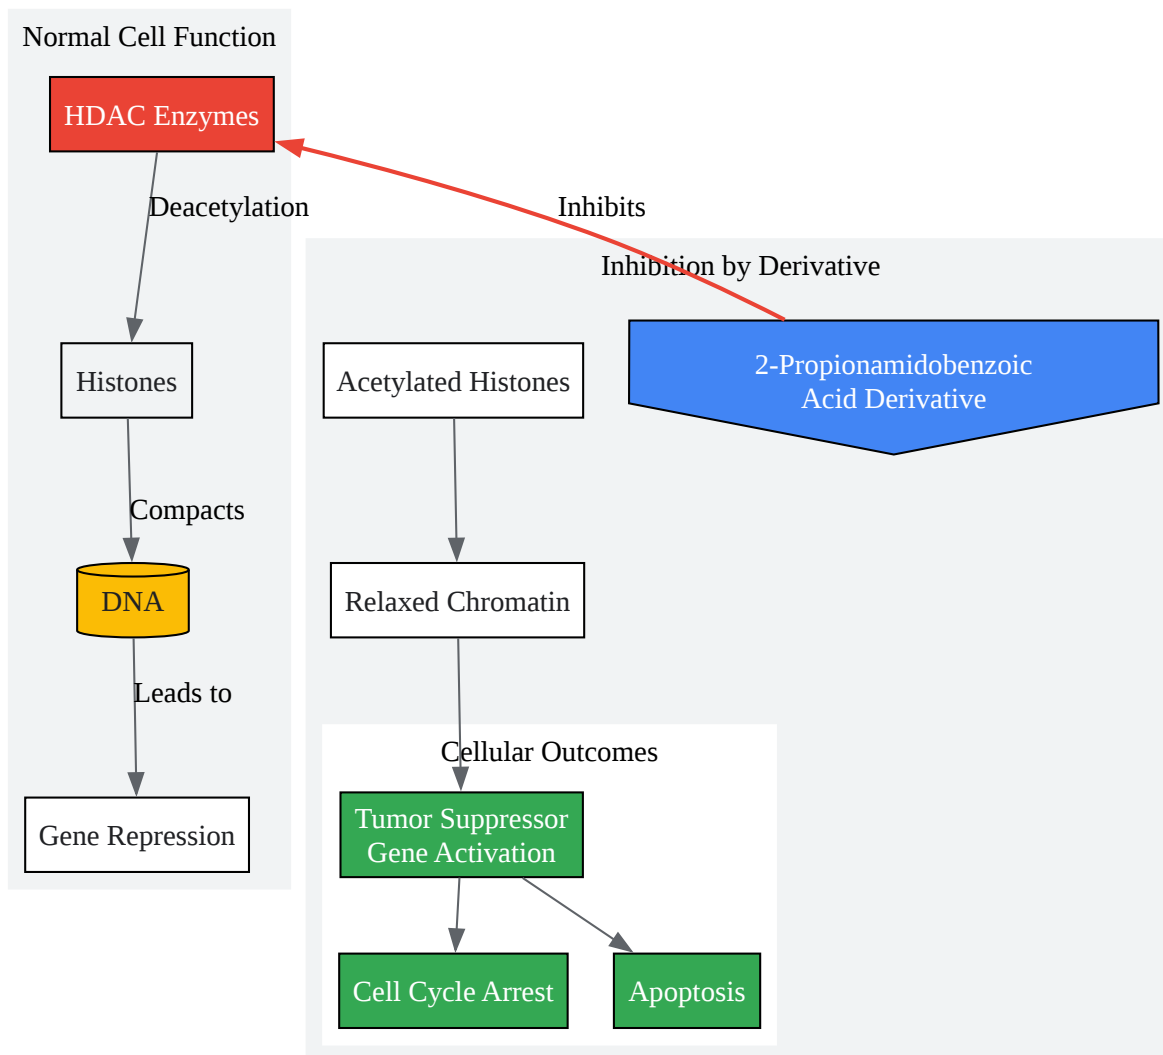 Normal Cell Function
HDAC Enzymes
Deacetylation
Histones
Compacts
DNA
Leads to
Gene Repression
Inhibits
Inhibition by Derivative
2-Propionamidobenzoic
Acid Derivative
Acetylated Histones
Relaxed Chromatin
Cellular Outcomes
Tumor Suppressor
Gene Activation
Cell Cycle Arrest
Apoptosis